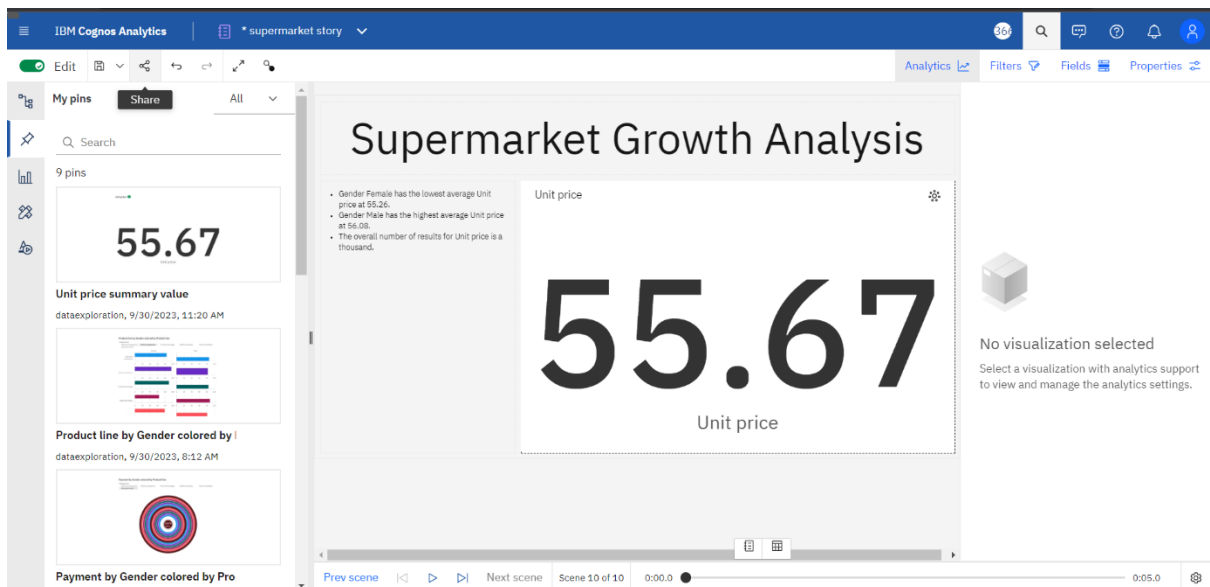 IBM Cognos Analytics
* supermarket story
366
Edit
Analytics
Filters
Fields
Properties
My pins
Share
All
Search
9 pins
55.67
Unit price summary value
dataexploration, 9/30/2023, 11:20 AM
Product line by Gender colored by
dataexploration, 9/30/2023, 8:12 AM
Payment by Gender colored by Pro
Supermarket Growth Analysis
• Gender Female has the lowest average Unit
price at 55.26.
• Gender Male has the highest average Unit price
at 56.08.
• The overall number of results for Unit price is a
thousand.
Unit price
55.67
Unit price
No visualization selected
Select a visualization with analytics support
to view and manage the analytics settings.
Prev scene
Next scene
Scene 10 of 10
0:00.0
0:05.0